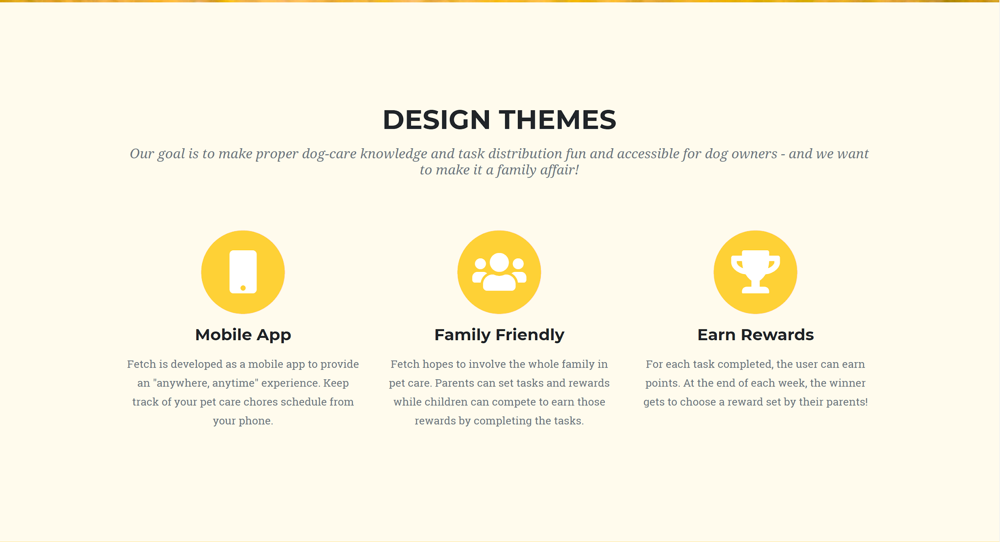 DESIGN THEMES
Our goal is to make proper dog-care knowledge and task distribution fun and accessible for dog owners - and we want
to make it a family affair!
Mobile App
Fetch is developed as a mobile app to provide
an "anywhere, anytime" experience. Keep
track of your pet care chores schedule from
your phone.
Family Friendly
Fetch hopes to involve the whole family in
pet care. Parents can set tasks and rewards
while children can compete to earn those
rewards by completing the tasks.
Earn Rewards
For each task completed, the user can earn
points. At the end of each week, the winner
gets to choose a reward set by their parents!